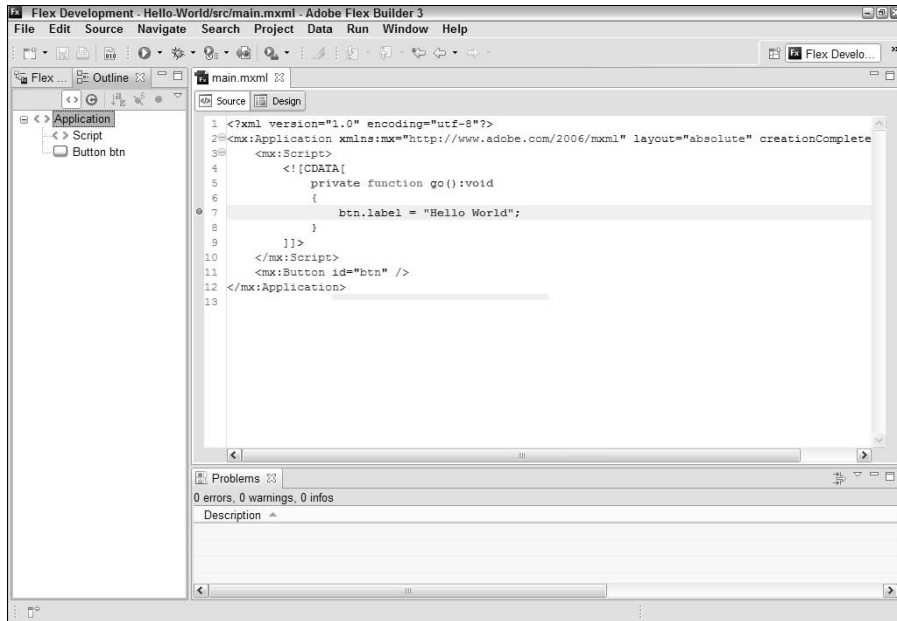 Flex Development - Hello-World/src/main.mxml - Adobe Flex Builder 3
File Edit Source Navigate Search Project Data Run Window Help
Flex Develo...
Flex ... Outline
main.mxml
Source Design
Application
Script
Button btn
1 <?xml version="1.0" encoding="utf-8"?>
2 <mx:Application xmlns:mx="http://www.adobe.com/2006/mxml" layout="absolute" creationComplete
3 <mx:Script>
4 <![CDATA[
5 private function go():void
6 {
7 btn.label = "Hello World";
8 }
9 ]]>
10 </mx:Script>
11 <mx:Button id="btn" />
12 </mx:Application>
13
Problems
0 errors, 0 warnings, 0 infos
Description